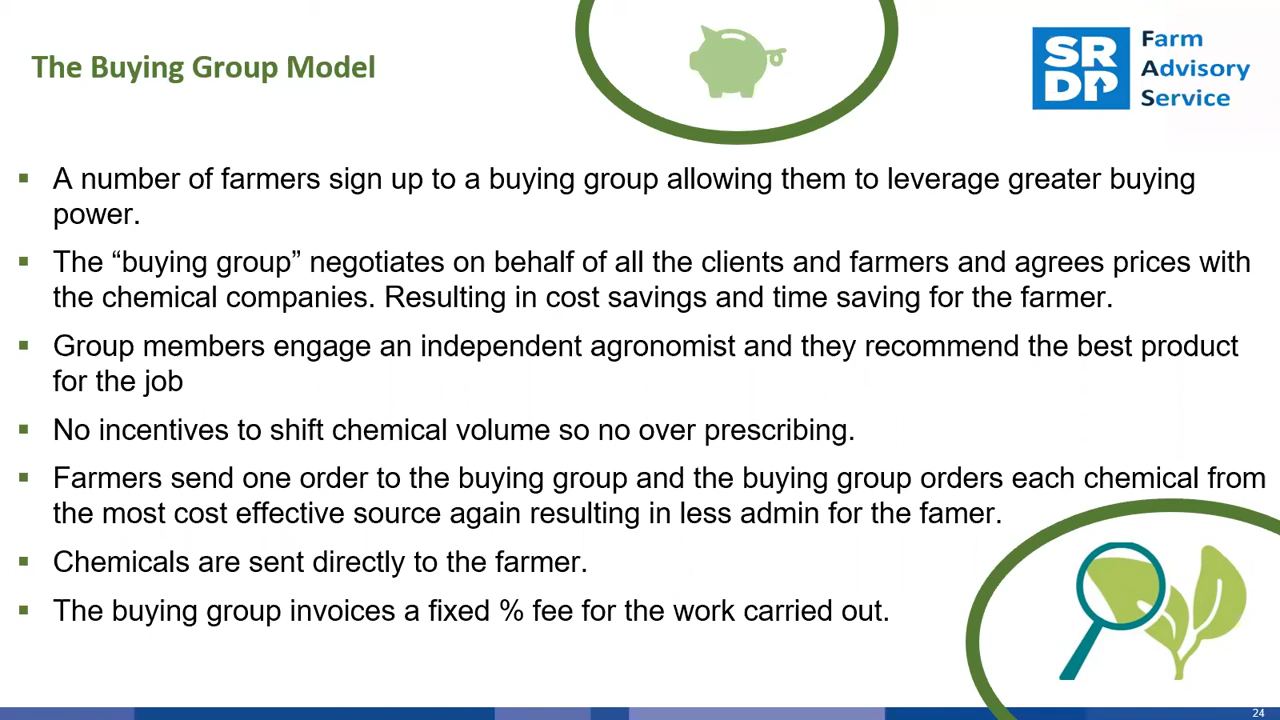 The Buying Group Model
SR
DP
Farm
Advisory
Service
▪ A number of farmers sign up to a buying group allowing them to leverage greater buying
power.
▪ The “buying group” negotiates on behalf of all the clients and farmers and agrees prices with
the chemical companies. Resulting in cost savings and time saving for the farmer.
▪ Group members engage an independent agronomist and they recommend the best product
for the job
▪ No incentives to shift chemical volume so no over prescribing.
▪ Farmers send one order to the buying group and the buying group orders each chemical from
the most cost effective source again resulting in less admin for the famer.
▪ Chemicals are sent directly to the farmer.
▪ The buying group invoices a fixed % fee for the work carried out.
24